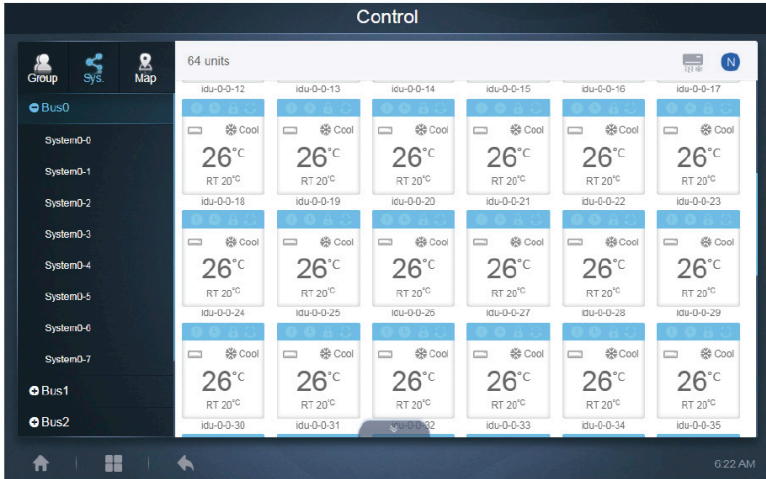 Control
Group Sys. Map
64 units
N
idu-0-0-12 idu-0-0-13 idu-0-0-14 idu-0-0-15 idu-0-0-16 idu-0-0-17
Bus0
Cool Cool Cool Cool Cool Cool
System0-0
26°C 26°C 26°C 26°C 26°C 26°C
System0-1
RT 20°C RT 20°C RT 20°C RT 20°C RT 20°C RT 20°C
System0-2
idu-0-0-18 idu-0-0-19 idu-0-0-20 idu-0-0-21 idu-0-0-22 idu-0-0-23
System0-3
Cool Cool Cool Cool Cool Cool
System0-4
26°C 26°C 26°C 26°C 26°C 26°C
System0-5
RT 20°C RT 20°C RT 20°C RT 20°C RT 20°C RT 20°C
idu-0-0-24 idu-0-0-25 idu-0-0-26 idu-0-0-27 idu-0-0-28 idu-0-0-29
System0-6
Cool Cool Cool Cool Cool Cool
System0-7
26°C 26°C 26°C 26°C 26°C 26°C
Bus1
RT 20°C RT 20°C RT 20°C RT 20°C RT 20°C RT 20°C
Bus2
idu-0-0-30 idu-0-0-31 idu-0-0-32 idu-0-0-33 idu-0-0-34 idu-0-0-35
6:22 AM